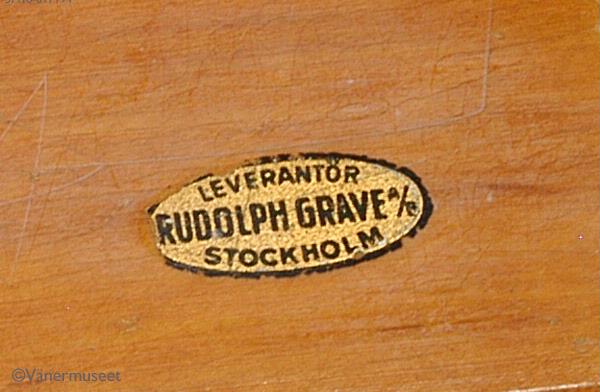 LEVERANTÖR
RUDOLPH GRAVE A/B
STOCKHOLM
©Vänermuseet